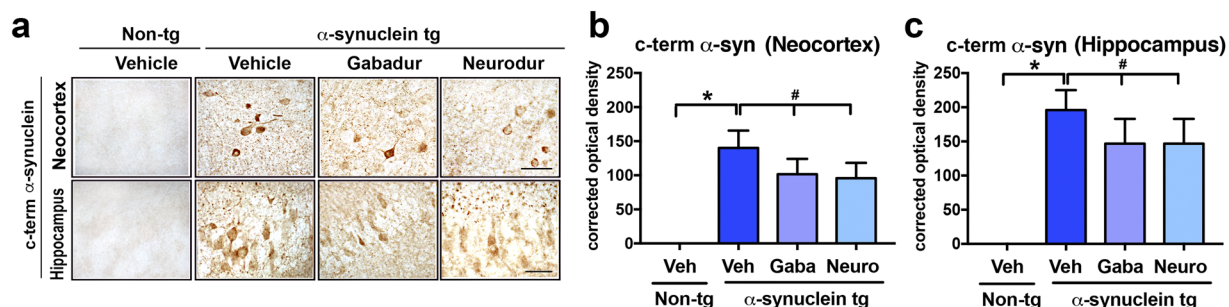 a
Non-tg
α-synuclein tg
Vehicle
Vehicle
Gabadur
Neurodur
c-term α-synuclein
Neocortex
Hippocampus
b
c-term α-syn (Neocortex)
corrected optical density
250
200
150
100
50
0
*
#
Veh
Veh
Gaba
Neuro
Non-tg
α-synuclein tg
c
c-term α-syn (Hippocampus)
corrected optical density
250
200
150
100
50
0
*
#
Veh
Veh
Gaba
Neuro
Non-tg
α-synuclein tg